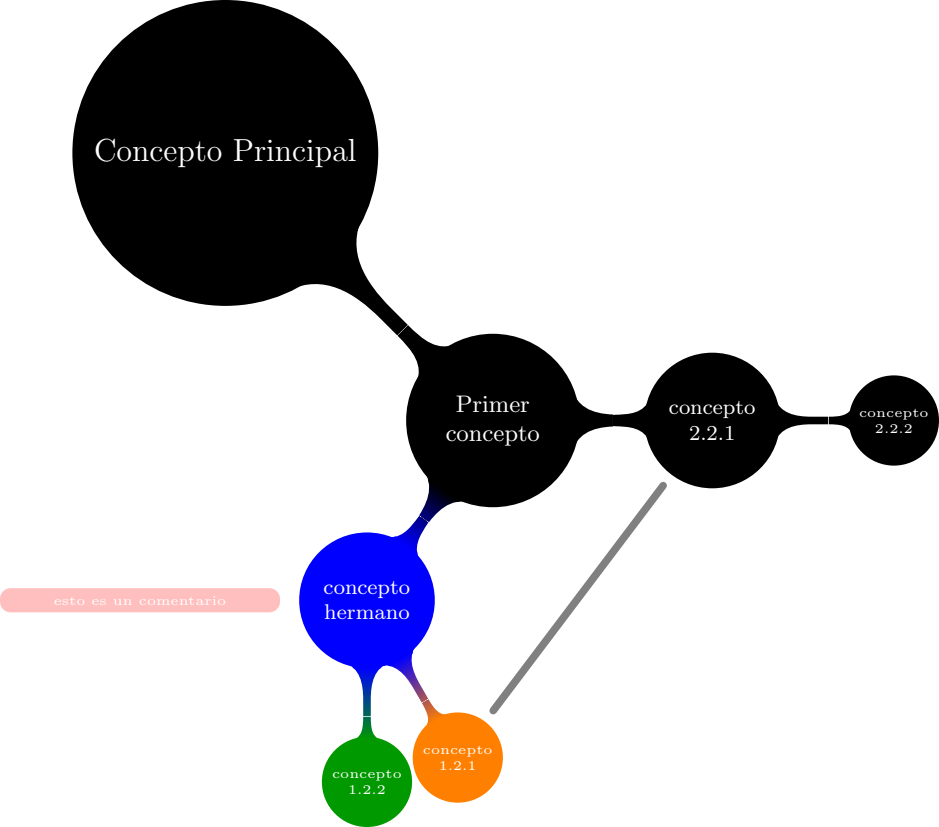 Concepto Principal
Primer
concepto
concepto
2.2.1
concepto
2.2.2
concepto
hermano
esto es un comentario
concepto
1.2.1
concepto
1.2.2